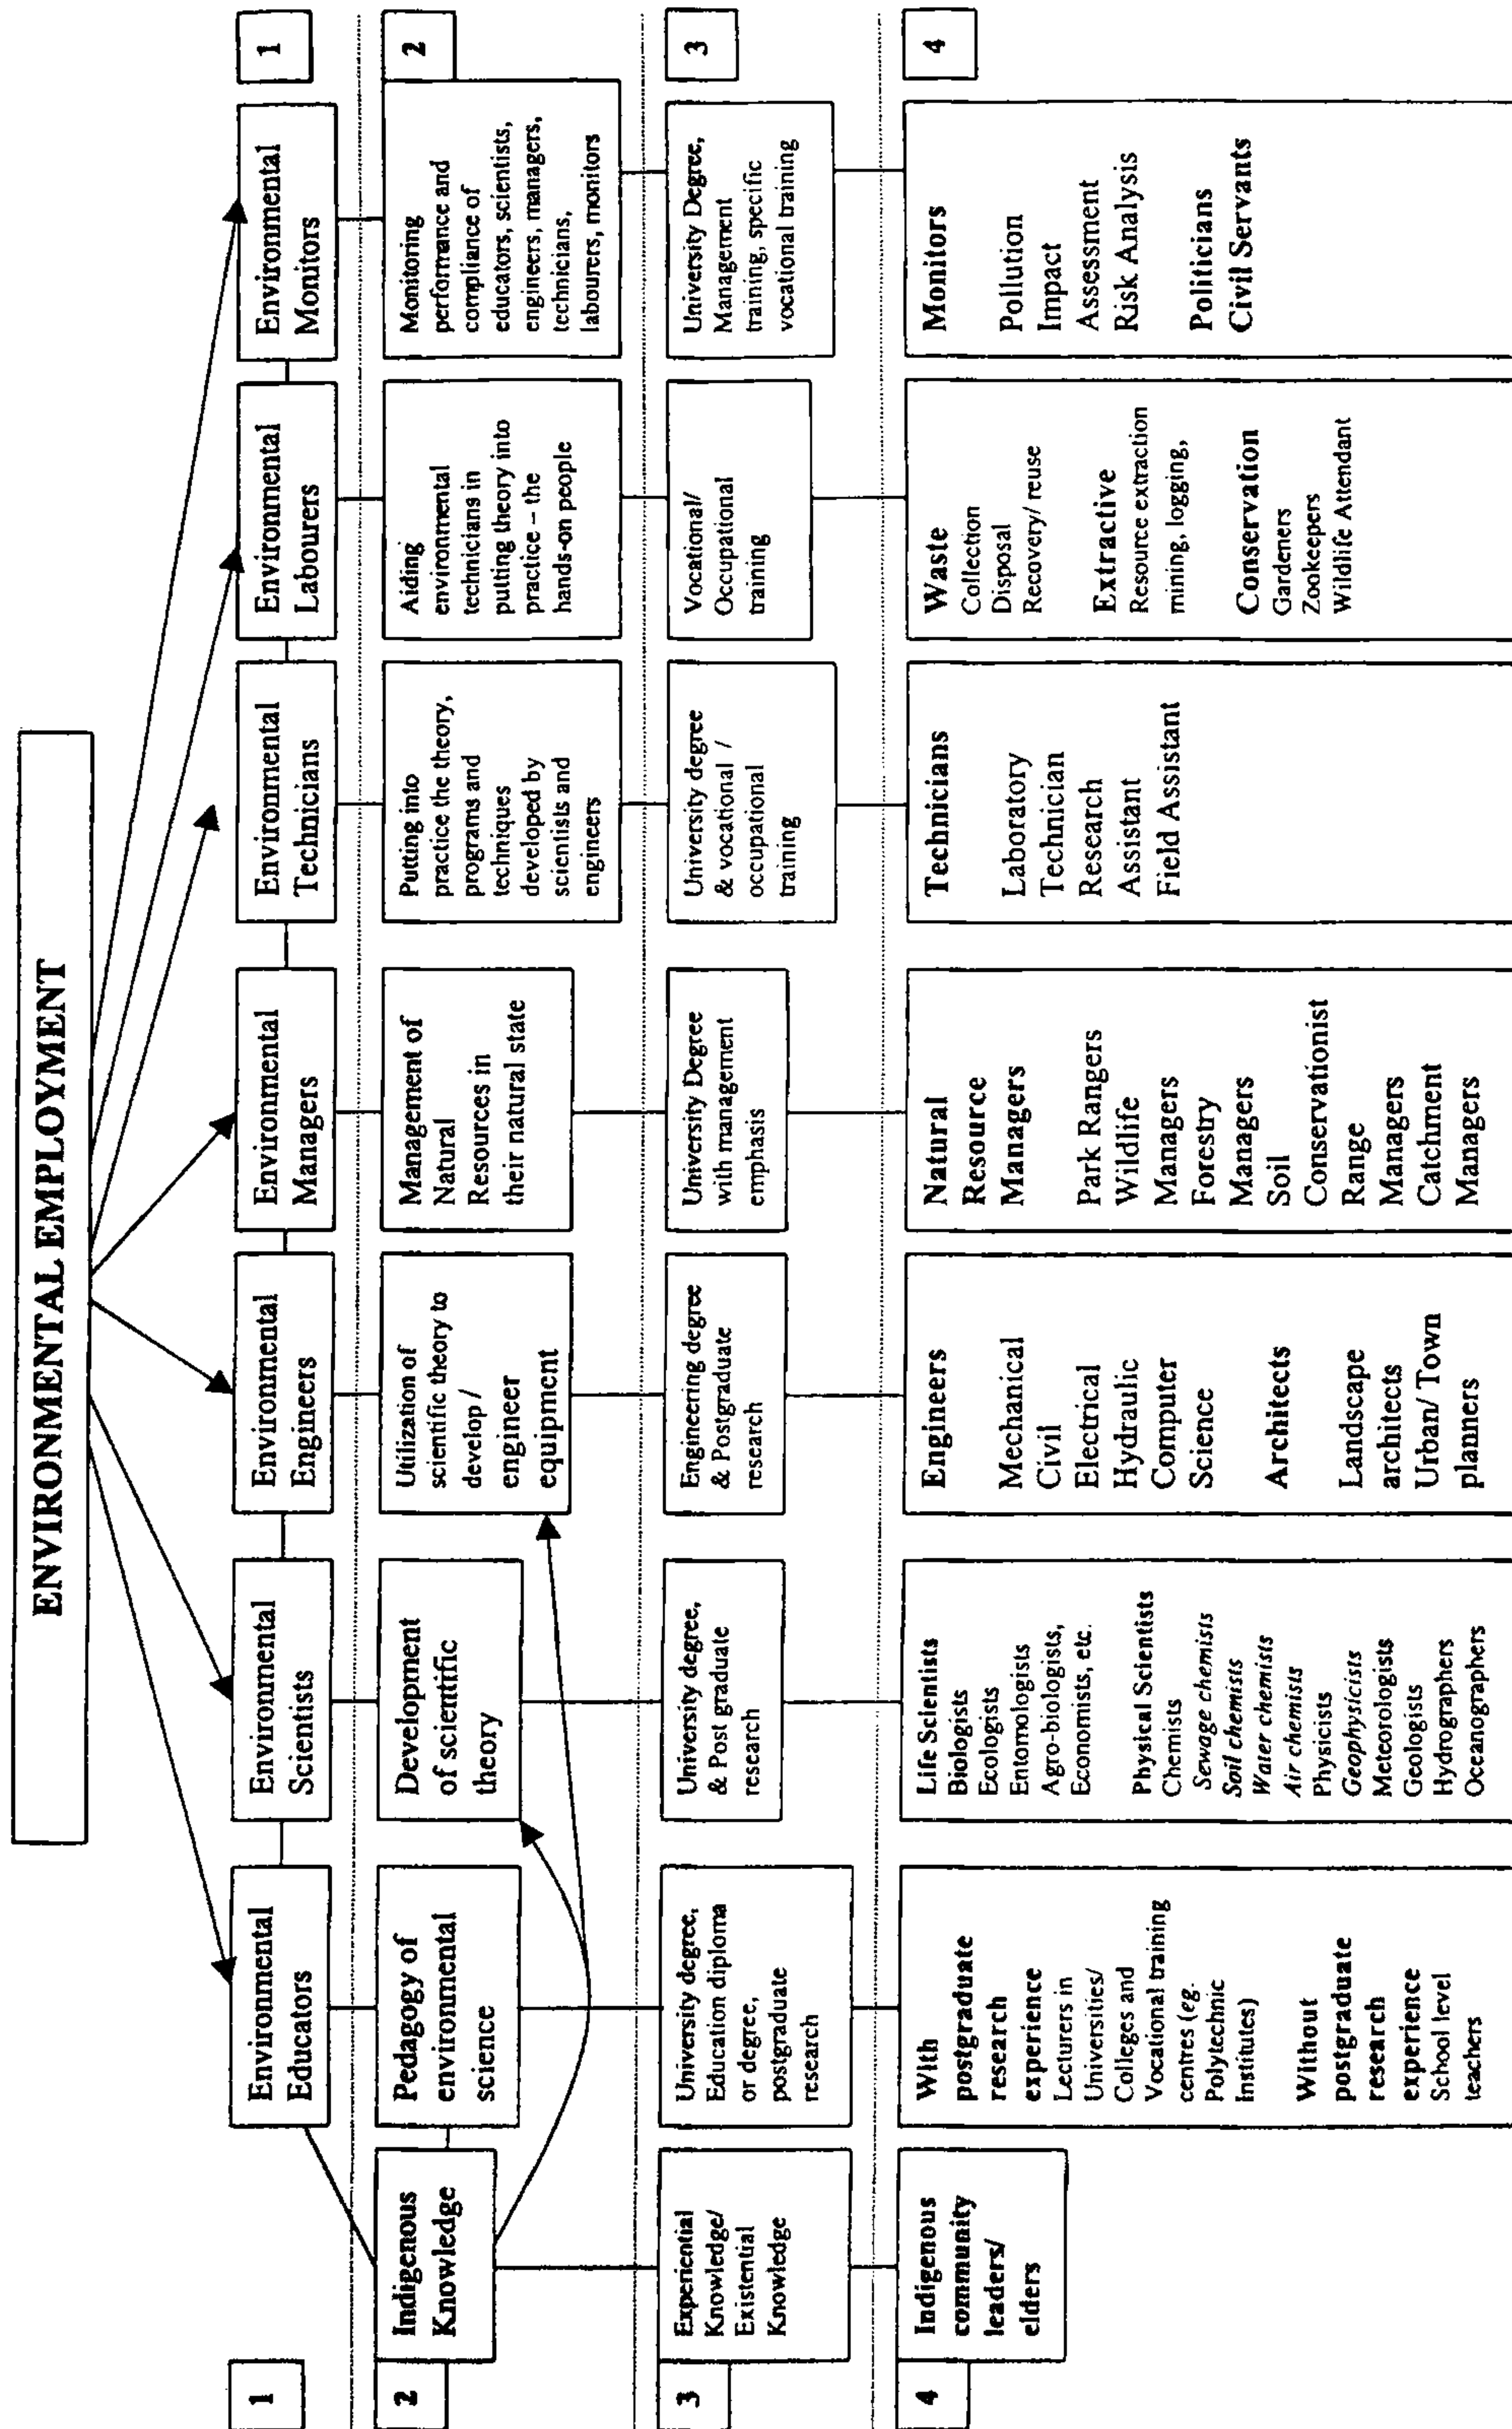 ENVIRONMENTAL EMPLOYMENT
1
Environmental
Educators
Environmental
Scientists
Environmental
Engineers
Environmental
Managers
Environmental
Technicians
Environmental
Labourers
Environmental
Monitors
1
2
Indigenous
Knowledge
Pedagogy of
environmental
science
Development
of scientific
theory
Utilization of
scientific theory to
develop /
engineer
equipment
Management of
Natural
Resources in
their natural state
Putting into
practice the theory,
programs and
techniques
developed by
scientists and
engineers
Aiding
environmental
technicians in
putting theory into
practice – the
hands-on people
Monitoring
performance and
compliance of
educators, scientists,
engineers, managers,
technicians,
labourers, monitors
2
3
Experiential
Knowledge/
Existential
Knowledge
University degree,
Education diploma
or degree,
postgraduate
research
University degree,
& Post graduate
research
Engineering degree
& Postgraduate
research
University Degree
with management
emphasis
University degree
& vocational /
occupational
training
Vocational/
Occupational
training
University Degree,
Management
training, specific
vocational training
3
4
Indigenous
community
leaders/
elders
With
postgraduate
research
experience
Lecturers in
Universities/
Colleges and
Vocational training
centres (eg.
Polytechnic
Institutes)
Without
postgraduate
research
experience
School level
teachers
Life Scientists
Biologists
Ecologists
Entomologists
Agro-biologists,
Economists, etc.
Physical Scientists
Chemists
Sewage chemists
Soil chemists
Water chemists
Air chemists
Physicists
Geophysicists
Meteorologists
Geologists
Hydrographers
Oceanographers
Engineers
Mechanical
Civil
Electrical
Hydraulic
Computer
Science
Architects
Landscape
architects
Urban/ Town
planners
Natural
Resource
Managers
Park Rangers
Wildlife
Managers
Forestry
Managers
Soil
Conservationist
Range
Managers
Catchment
Managers
Technicians
Laboratory
Technician
Research
Assistant
Field Assistant
Waste
Collection
Disposal
Recovery/ reuse
Extractive
Resource extraction
mining, logging,
Conservation
Gardeners
Zookeepers
Wildlife Attendant
Monitors
Pollution
Impact
Assessment
Risk Analysis
Politicians
Civil Servants
4